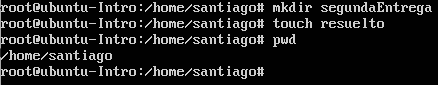 root@ubuntu-Intro:/home/santiago# mkdir segundaEntrega
root@ubuntu-Intro:/home/santiago# touch resuelto
root@ubuntu-Intro:/home/santiago# pwd
/home/santiago
root@ubuntu-Intro:/home/santiago#